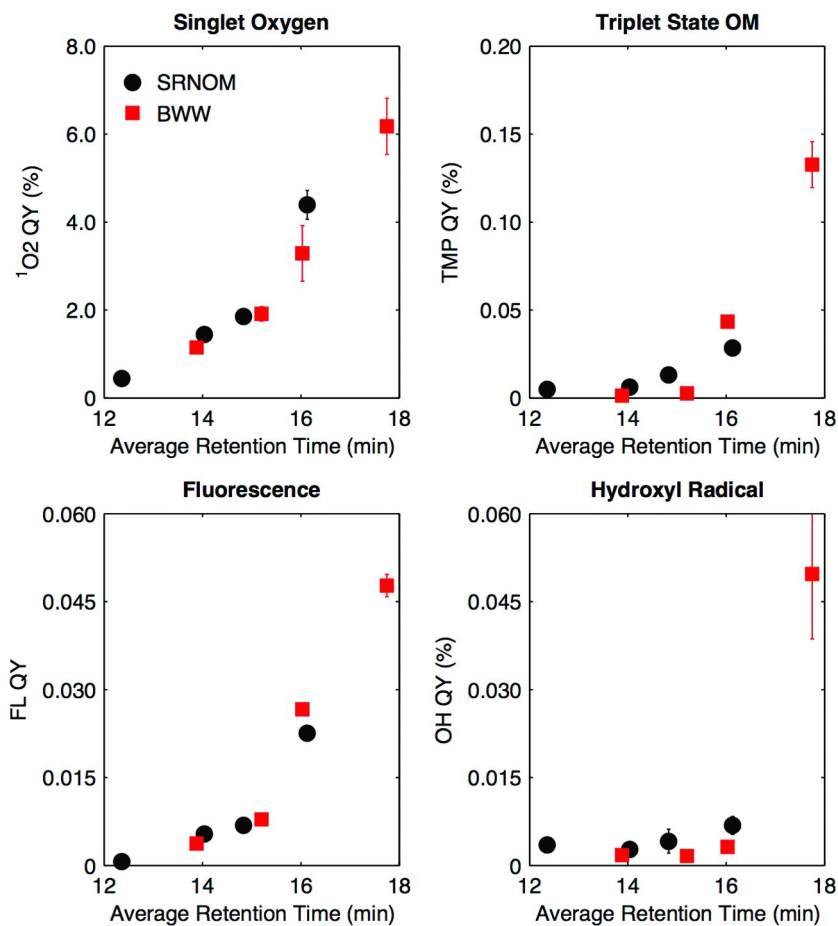 Singlet Oxygen
8.0
6.0
4.0
2.0
0
12 14 16 18
¹O2 QY (%)
Average Retention Time (min)
SRNOM
BWW
Triplet State OM
0.20
0.15
0.10
0.05
0
12 14 16 18
TMP QY (%)
Average Retention Time (min)
Fluorescence
0.060
0.045
0.030
0.015
0
12 14 16 18
FL QY
Average Retention Time (min)
Hydroxyl Radical
0.060
0.045
0.030
0.015
0
12 14 16 18
OH QY (%)
Average Retention Time (min)